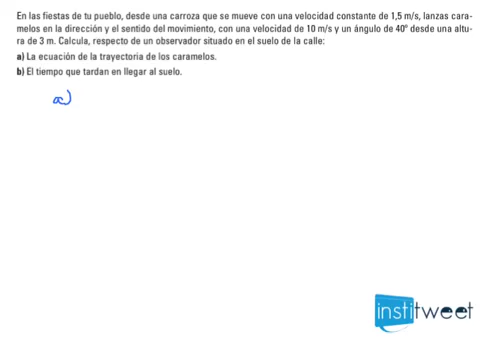 En las fiestas de tu pueblo, desde una carroza que se mueve con una velocidad constante de 1,5 m/s, lanzas cara-
melos en la dirección y el sentido del movimiento, con una velocidad de 10 m/s y un ángulo de 40° desde una altu-
ra de 3 m. Calcula, respecto de un observador situado en el suelo de la calle:
a) La ecuación de la trayectoria de los caramelos.
b) El tiempo que tardan en llegar al suelo.
a)
institweet